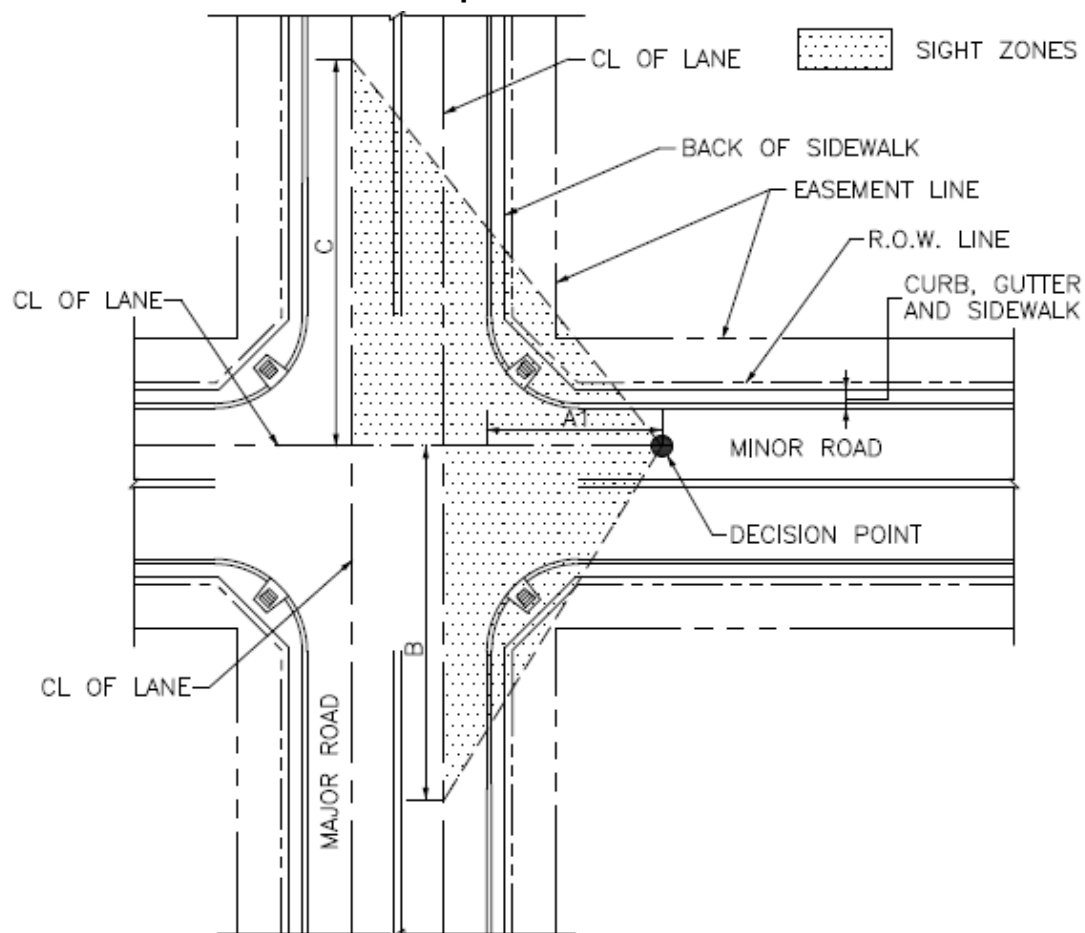 CL OF LANE
SIGHT ZONES
BACK OF SIDEWALK
EASEMENT LINE
R.O.W. LINE
C
CURB, GUTTER
AND SIDEWALK
CL OF LANE
A1
MINOR ROAD
DECISION POINT
B
CL OF LANE
MAJOR ROAD